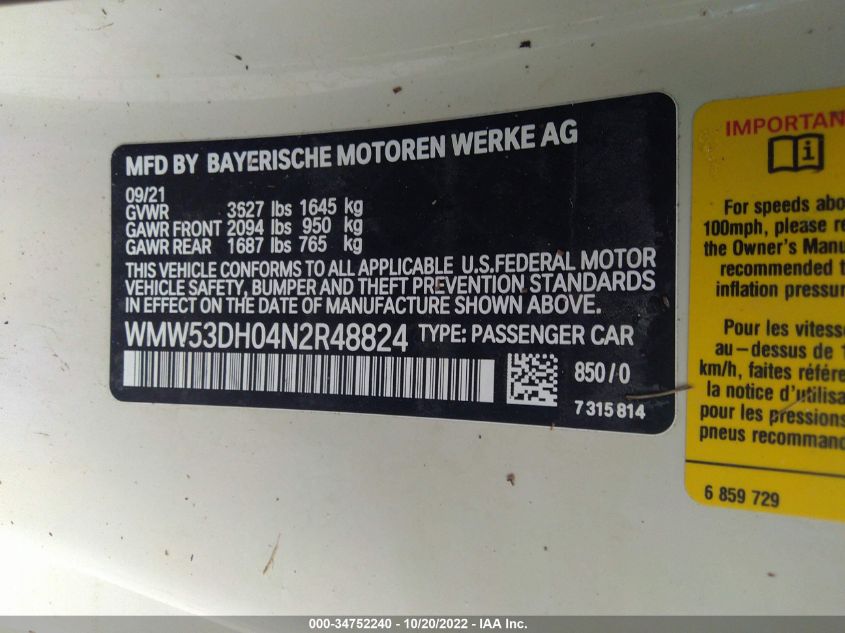 MFD BY BAYERISCHE MOTOREN WERKE AG
09/21
GVWR 3627 lbs 1645 kg
GAWR FRONT 2094 lbs 950 kg
GAWR REAR 1687 lbs 765 kg
THIS VEHICLE CONFORMS TO ALL APPLICABLE U.S.FEDERAL MOTOR
VEHICLE SAFETY, BUMPER AND THEFT PREVENTION STANDARDS
IN EFFECT ON THE DATE OF MANUFACTURE SHOWN ABOVE.
WMW53DH04N2R48824 TYPE: PASSENGER CAR
850/0
7 315 814
IMPORTAN
i
For speeds abo
100mph, please re
the Owner's Manu
recommended t
inflation pressur
Pour les vitesse
au-dessus de 1
km/h, faites référe
la notice d'utilisa
pour les pressions
pneus recommand
6 859 729
000-34752240 - 10/20/2022 - IAA Inc.